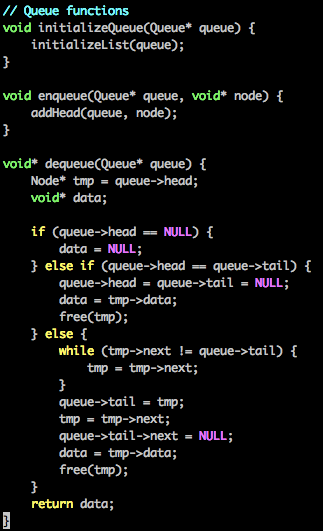 // Queue functions
void initializeQueue(Queue* queue) {
    initializeList(queue);
}

void enqueue(Queue* queue, void* node) {
    addHead(queue, node);
}

void* dequeue(Queue* queue) {
    Node* tmp = queue->head;
    void* data;

    if (queue->head == NULL) {
        data = NULL;
    } else if (queue->head == queue->tail) {
        queue->head = queue->tail = NULL;
        data = tmp->data;
        free(tmp);
    } else {
        while (tmp->next != queue->tail) {
            tmp = tmp->next;
        }
        queue->tail = tmp;
        tmp = tmp->next;
        queue->tail->next = NULL;
        data = tmp->data;
        free(tmp);
    }
    return data;
}